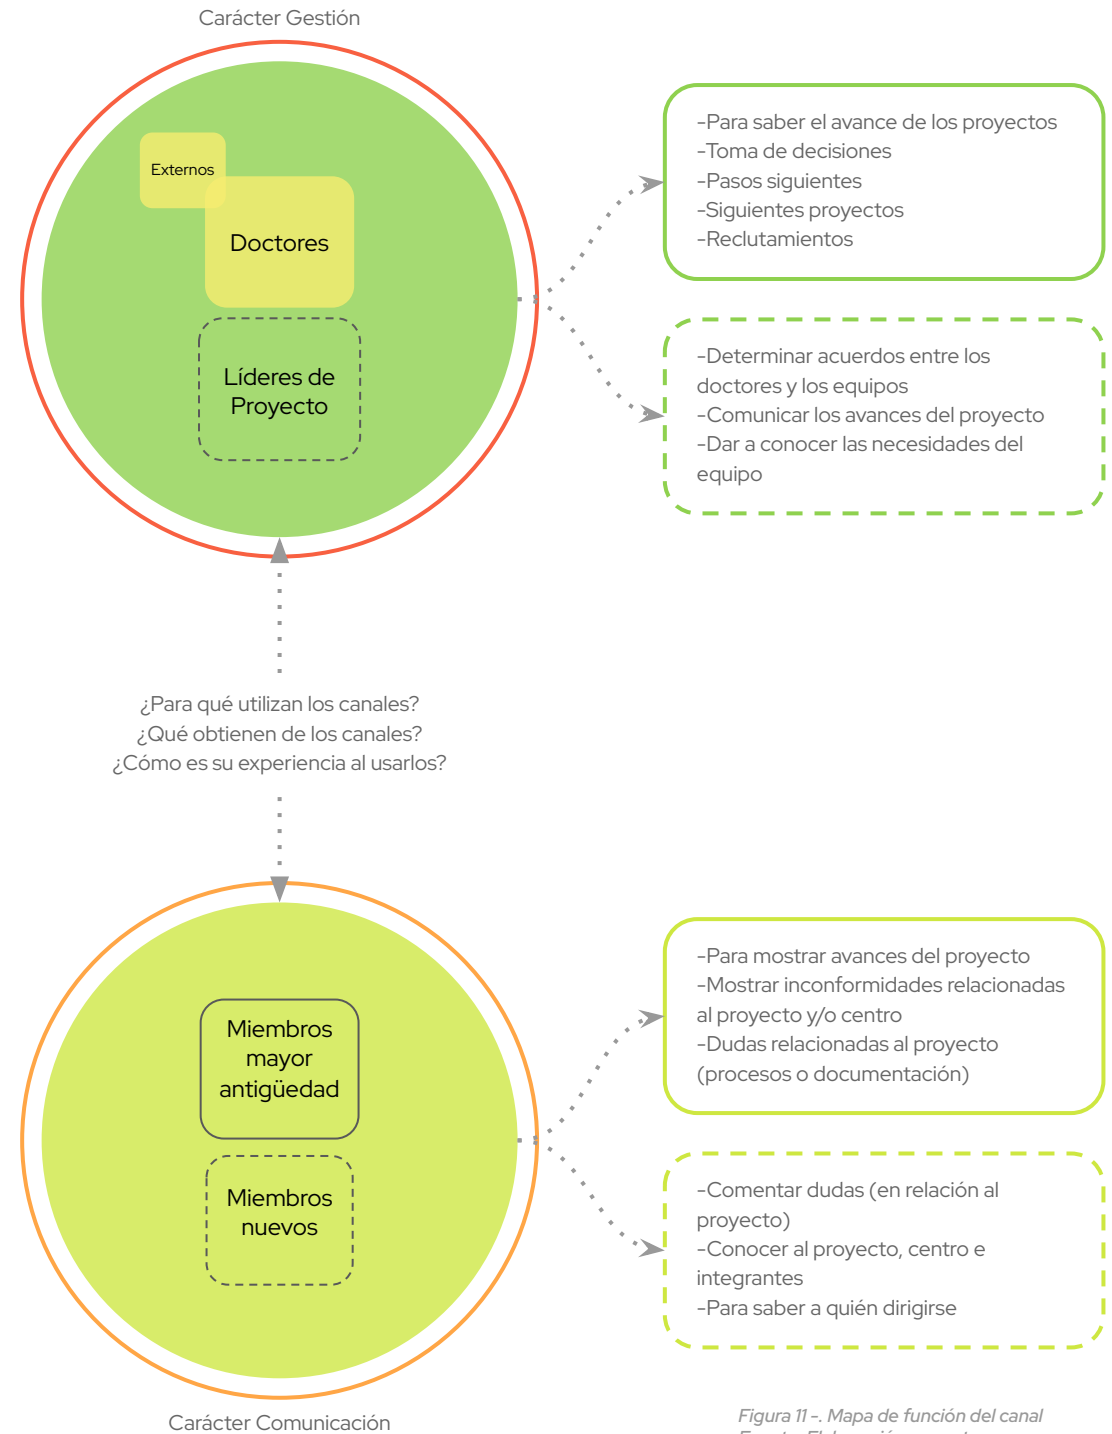 Carácter Gestión
Externos
Doctores
Líderes de
Proyecto
-Para saber el avance de los proyectos
-Toma de decisiones
-Pasos siguientes
-Siguientes proyectos
-Reclutamientos
-Determinar acuerdos entre los
doctores y los equipos
-Comunicar los avances del proyecto
-Dar a conocer las necesidades del
equipo
¿Para qué utilizan los canales?
¿Qué obtienen de los canales?
¿Cómo es su experiencia al usarlos?
Miembros
mayor
antigüedad
Miembros
nuevos
-Para mostrar avances del proyecto
-Mostrar inconformidades relacionadas
al proyecto y/o centro
-Dudas relacionadas al proyecto
(procesos o documentación)
-Comentar dudas (en relación al
proyecto)
-Conocer al proyecto, centro e
integrantes
-Para saber a quién dirigirse
Carácter Comunicación
Figura 11 -. Mapa de función del canal